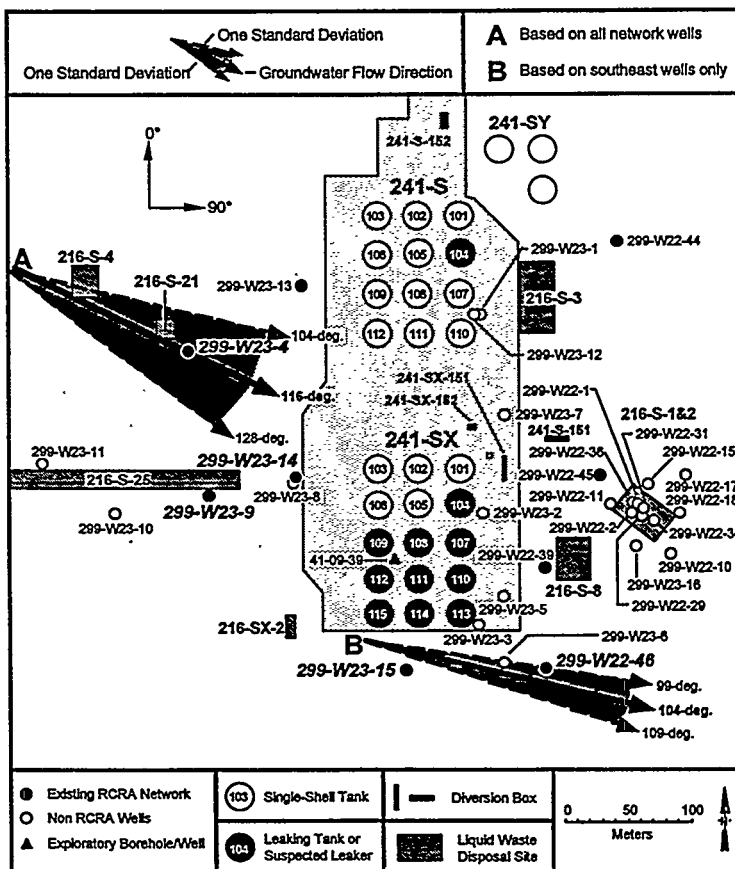 One Standard Deviation
One Standard Deviation
Groundwater Flow Direction
A Based on all network wells
B Based on southeast wells only
0°
90°
241-S-152
241-SY
241-S
103 102 101
106 105 104
109 106 107
112 111 110
299-W23-1
299-W22-44
216-S-3
299-W23-12
A
216-S-4
216-S-21
299-W23-13
299-W23-4
104-deg.
116-deg.
128-deg.
241-SX-151
241-SX-152
299-W23-7
299-W22-1
216-S-1&2
241-S-151
299-W22-31
299-W22-36
299-W22-15
299-W22-45
299-W22-17
299-W22-11
299-W22-18
299-W22-2
299-W22-10
299-W23-16
299-W22-29
241-SX
103 102 101
106 105 104
109 103 107
112 111 110
115 114 113
299-W23-11
216-S-25
299-W23-14
299-W23-8
299-W23-9
299-W23-10
299-W23-2
299-W22-39
41-09-39
216-S-8
299-W23-5
299-W23-3
299-W23-6
216-SX-2
B
299-W23-15
299-W22-46
99-deg.
104-deg.
109-deg.
Existing RCRA Network
Non RCRA Wells
Exploratory Borehole/Well
103 Single-Shell Tank
104 Leaking Tank or
Suspected Leaker
Diversion Box
Liquid Waste
Disposal Site
0 50 100
Meters